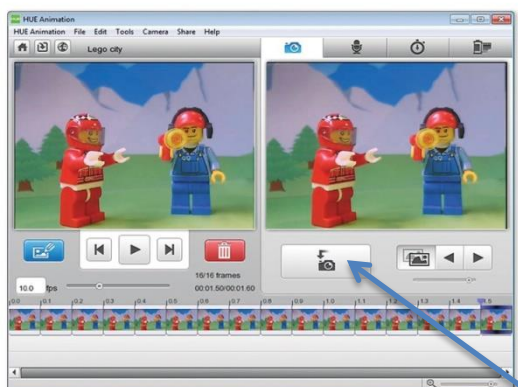 HUE Animation
HUE Animation File Edit Tools Camera Share Help
Lego city
16/16 frames
10.0 fps
00:01.50/00:01.60
0.0 0.1 0.2 0.3 0.4 0.5 0.6 0.7 0.8 0.9 1.0 1.1 1.2 1.3 1.4